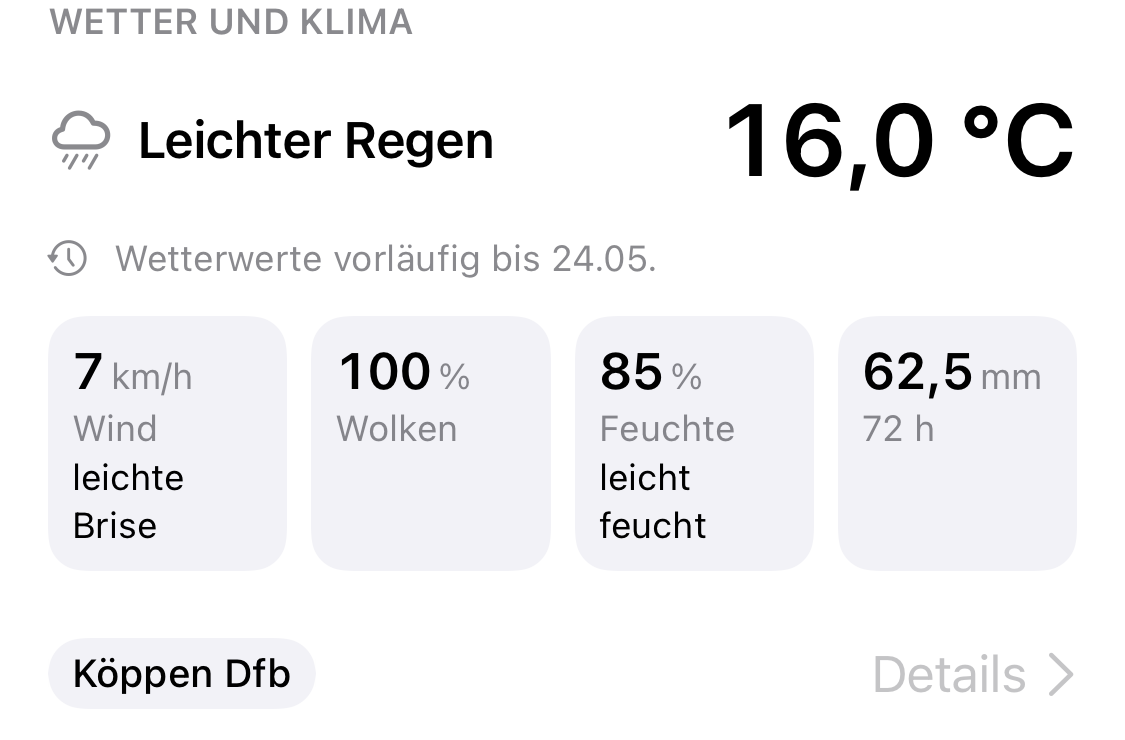 WETTER UND KLIMA
Leichter Regen
16,0 °C
Wetterwerte vorläufig bis 24.05.
7 km/h
Wind
leichte
Brise
100 %
Wolken
85 %
Feuchte
leicht
feucht
62,5 mm
72 h
Köppen Dfb
Details